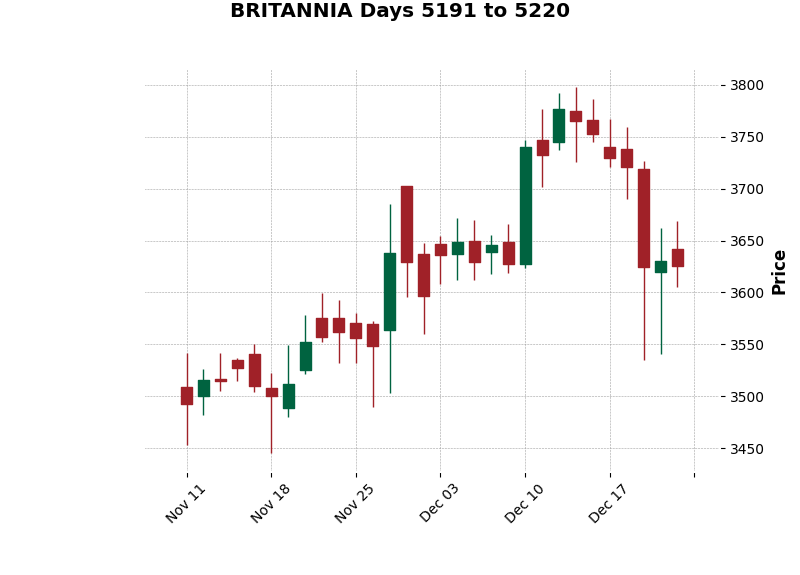 BRITANNIA Days 5191 to 5220
3800
3750
3700
3650
3600
3550
3500
3450
Price
Nov 11
Nov 18
Nov 25
Dec 03
Dec 10
Dec 17